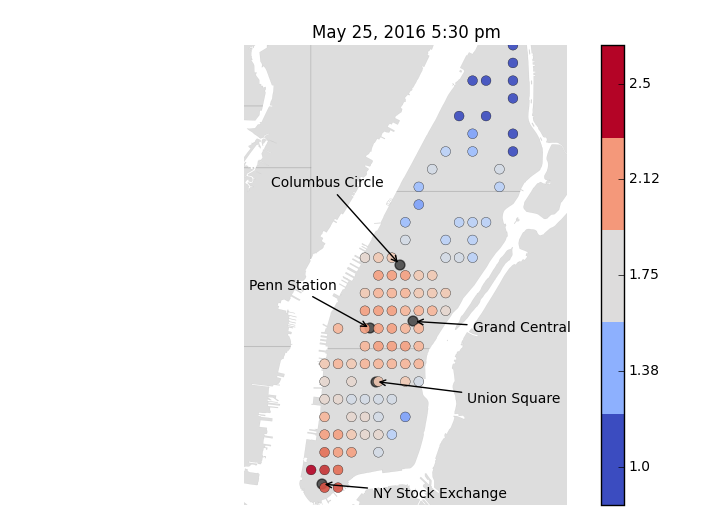 May 25, 2016 5:30 pm
2.5
Columbus Circle
2.12
Penn Station
1.75
Grand Central
1.38
Union Square
1.0
NY Stock Exchange